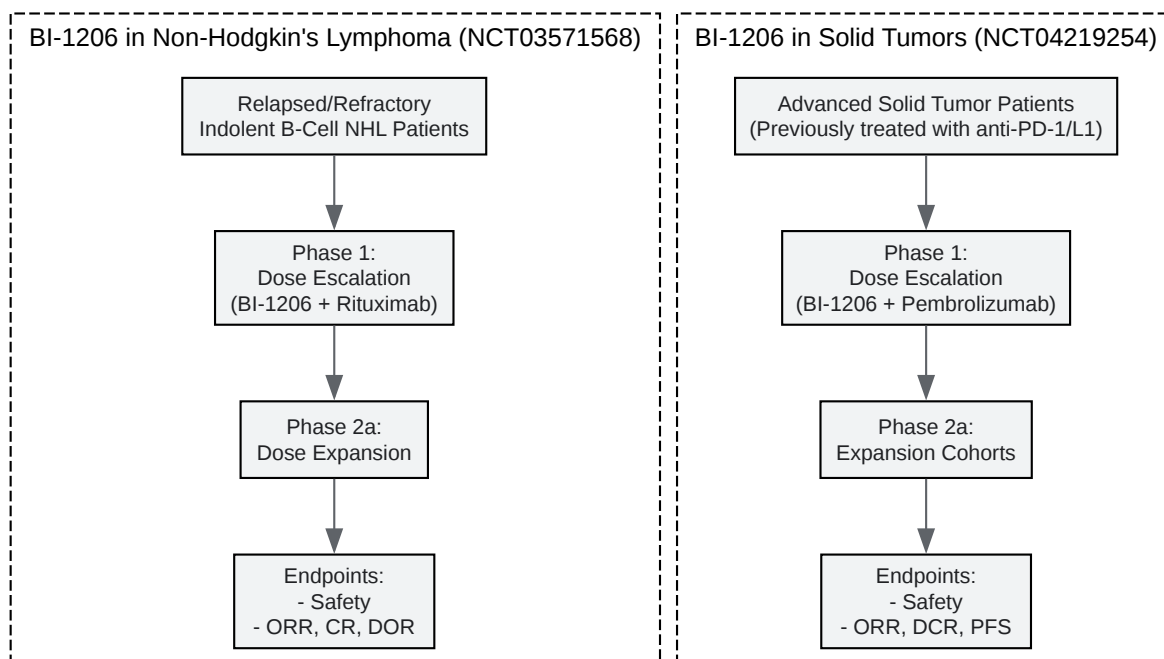 BI-1206 in Non-Hodgkin's Lymphoma (NCT03571568)
Relapsed/Refractory
Indolent B-Cell NHL Patients
Phase 1:
Dose Escalation
(BI-1206 + Rituximab)
Phase 2a:
Dose Expansion
Endpoints:
- Safety
- ORR, CR, DOR
BI-1206 in Solid Tumors (NCT04219254)
Advanced Solid Tumor Patients
(Previously treated with anti-PD-1/L1)
Phase 1:
Dose Escalation
(BI-1206 + Pembrolizumab)
Phase 2a:
Expansion Cohorts
Endpoints:
- Safety
- ORR, DCR, PFS